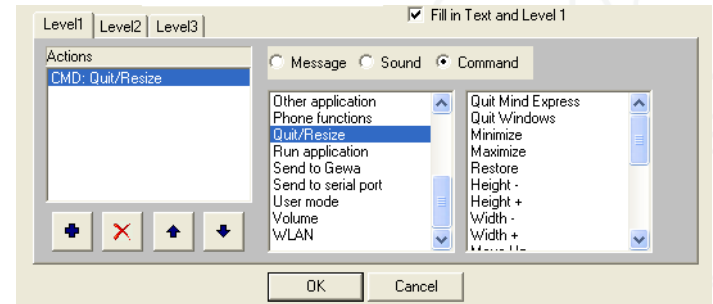 Fill in Text and Level 1
Level1 Level2 Level3
Actions
CMD: Quit/Resize
Message Sound Command
Other application
Phone functions
Quit/Resize
Run application
Send to Gewa
Send to serial port
User mode
Volume
WLAN
Quit Mind Express
Quit Windows
Minimize
Maximize
Restore
Height -
Height +
Width -
Width +
OK Cancel